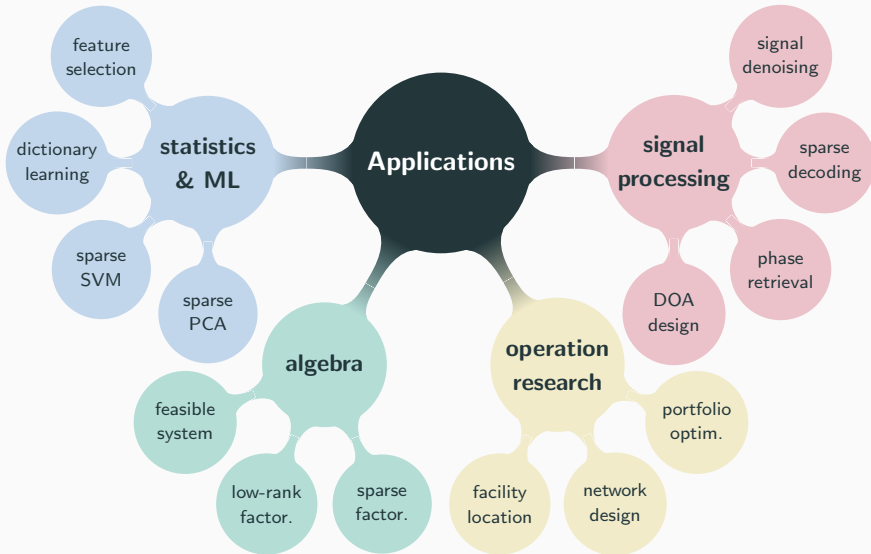 Applications
statistics
& ML
feature
selection
dictionary
learning
sparse
SVM
sparse
PCA
algebra
feasible
system
low-rank
factor.
sparse
factor.
operation
research
facility
location
network
design
portfolio
optim.
signal
processing
DOA
design
phase
retrieval
sparse
decoding
signal
denoising